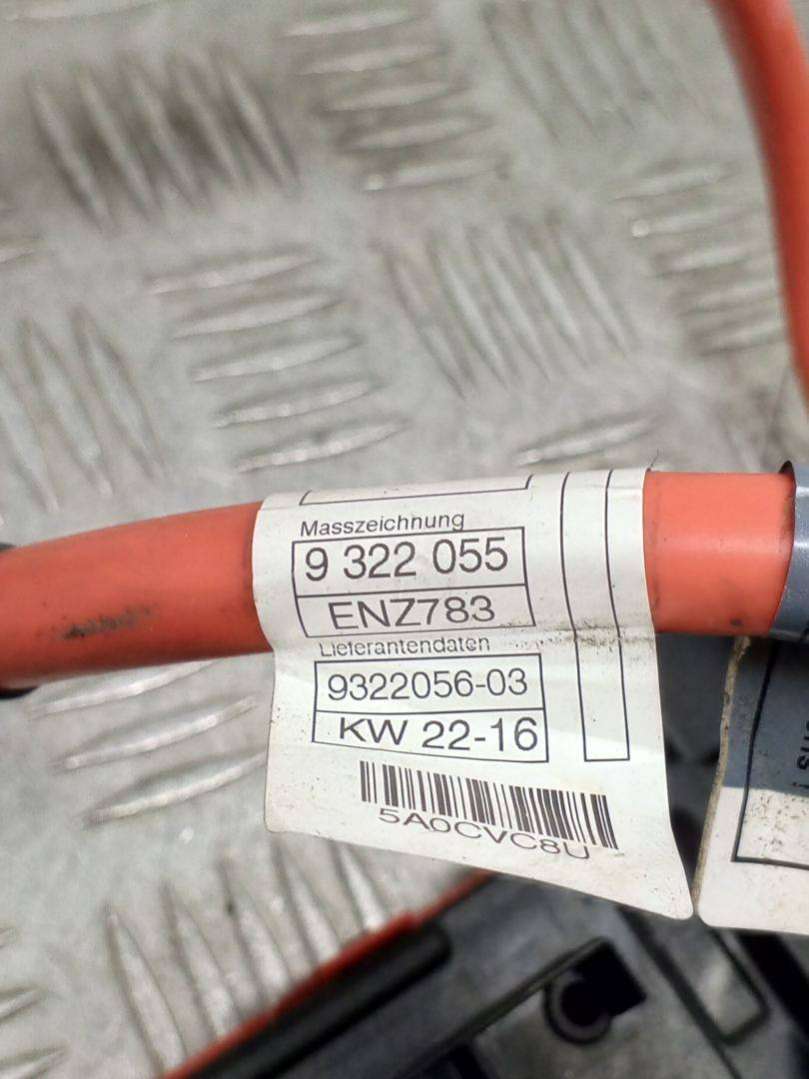 Masszeichnung
9 322 055
ENZ783
Lieferantendaten
9322056-03
KW 22-16
5A0CVC8U